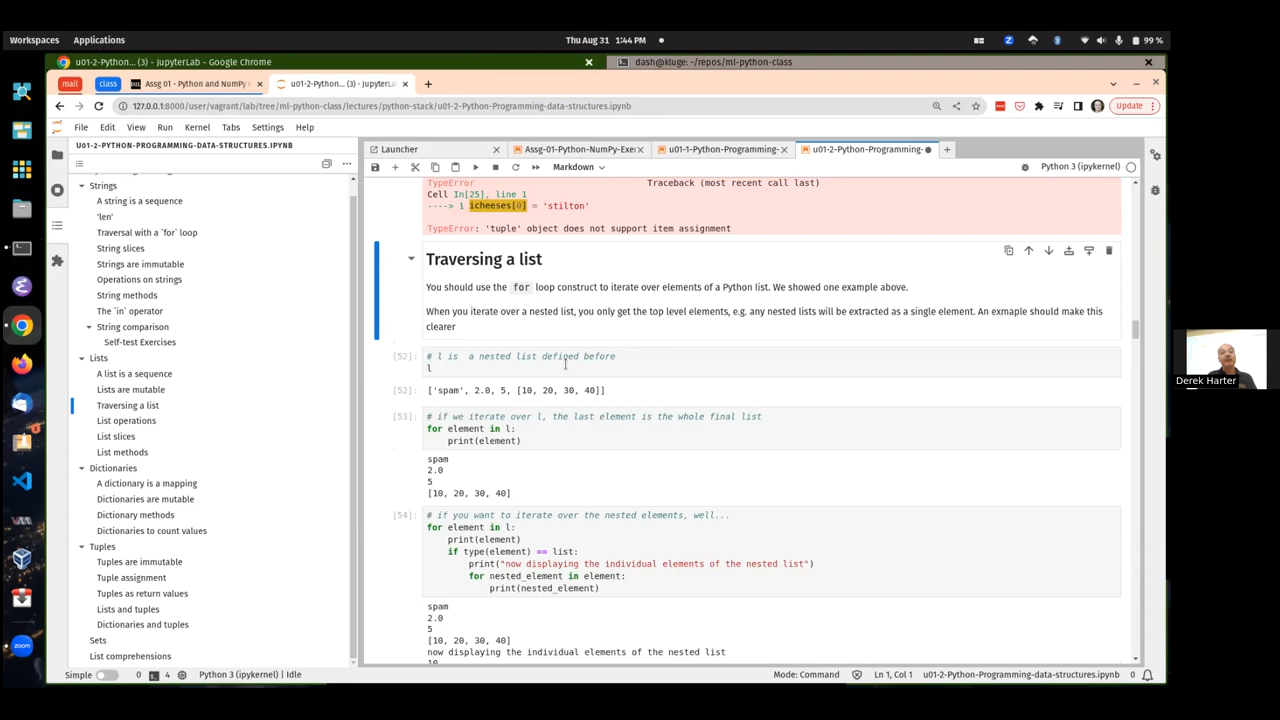 Workspaces Applications Thu Aug 31 1:44 PM 99 %
u01-2-Python... (3) - JupyterLab - Google Chrome dash@kluge: ~/repos/ml-python-class
mail class Assg 01 - Python and NumPy u01-2-Python... (3) - JupyterLab
127.0.0.1:8000/user/vagrant/lab/tree/ml-python-class/lectures/python-stack/u01-2-Python-Programming-data-structures.ipynb Update
File Edit View Run Kernel Tabs Settings Help
U01-2-PYTHON-PROGRAMMING-DATA-STRUCTURES.IPYNB
Strings
A string is a sequence
'len'
Traversal with a `for` loop
String slices
Strings are immutable
Operations on strings
String methods
The `in` operator
String comparison
Self-test Exercises
Lists
A list is a sequence
Lists are mutable
Traversing a list
List operations
List slices
List methods
Dictionaries
A dictionary is a mapping
Dictionaries are mutable
Dictionary methods
Dictionaries to count values
Tuples
Tuples are immutable
Tuple assignment
Tuples as return values
Lists and tuples
Dictionaries and tuples
Sets
List comprehensions
Launcher Assg-01-Python-NumPy-Exe u01-1-Python-Programming- u01-2-Python-Programming-
Markdown Python 3 (ipykernel)
TypeError Traceback (most recent call last)
Cell In[25], line 1
----> 1 icheeses[0] = 'stilton'
TypeError: 'tuple' object does not support item assignment
Traversing a list
You should use the for loop construct to iterate over elements of a Python list. We showed one example above.
When you iterate over a nested list, you only get the top level elements, e.g. any nested lists will be extracted as a single element. An exmaple should make this
clearer
[52]: # l is a nested list defined before
l
[52]: ['spam', 2.0, 5, [10, 20, 30, 40]]
[53]: # if we iterate over l, the last element is the whole final list
for element in l:
print(element)
spam
2.0
5
[10, 20, 30, 40]
[54]: # if you want to iterate over the nested elements, well...
for element in l:
print(element)
if type(element) == list:
print("now displaying the individual elements of the nested list")
for nested_element in element:
print(nested_element)
spam
2.0
5
[10, 20, 30, 40]
now displaying the individual elements of the nested list
10
Derek Harter
Simple 0 4 Python 3 (ipykernel) | Idle Mode: Command Ln 1, Col 1 u01-2-Python-Programming-data-structures.ipynb 0
zoom